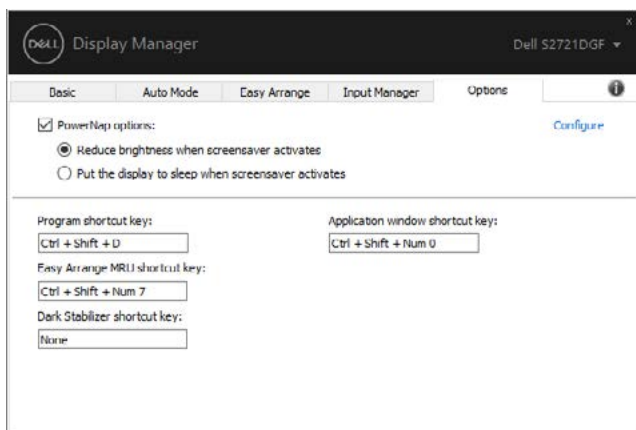 x
DELL Display Manager Dell S2721DGF
Basic Auto Mode Easy Arrange Input Manager Options
PowerNap options: Configure
Reduce brightness when screensaver activates
Put the display to sleep when screensaver activates
Program shortcut key: Application window shortcut key:
Ctrl + Shift + D Ctrl + Shift + Num 0
Easy Arrange MRU shortcut key:
Ctrl + Shift + Num 7
Dark Stabilizer shortcut key:
None